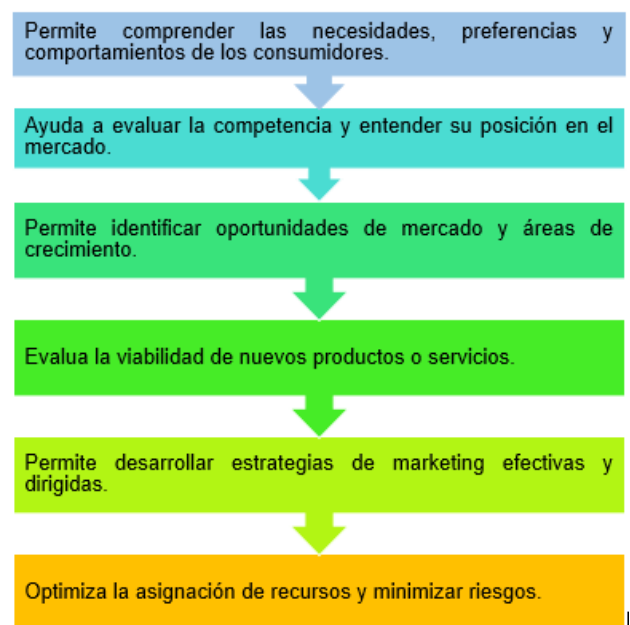 Permite comprender las necesidades, preferencias y
comportamientos de los consumidores.
Ayuda a evaluar la competencia y entender su posición en el
mercado.
Permite identificar oportunidades de mercado y áreas de
crecimiento.
Evalua la viabilidad de nuevos productos o servicios.
Permite desarrollar estrategias de marketing efectivas y
dirigidas.
Optimiza la asignación de recursos y minimizar riesgos.